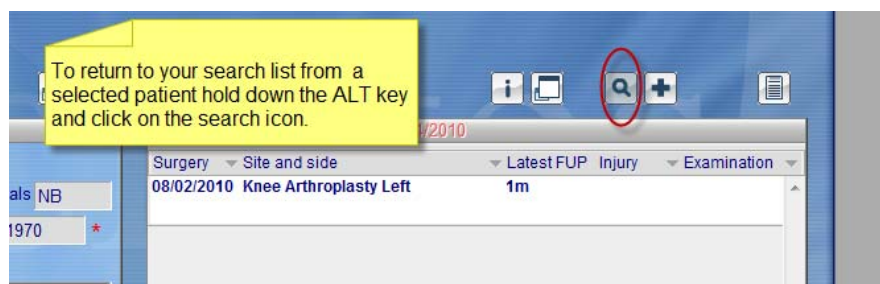 To return to your search list from a
selected patient hold down the ALT key
and click on the search icon.
/2010
Surgery Site and side Latest FUP Injury Examination
08/02/2010 Knee Arthroplasty Left 1m
als NB
1970 *